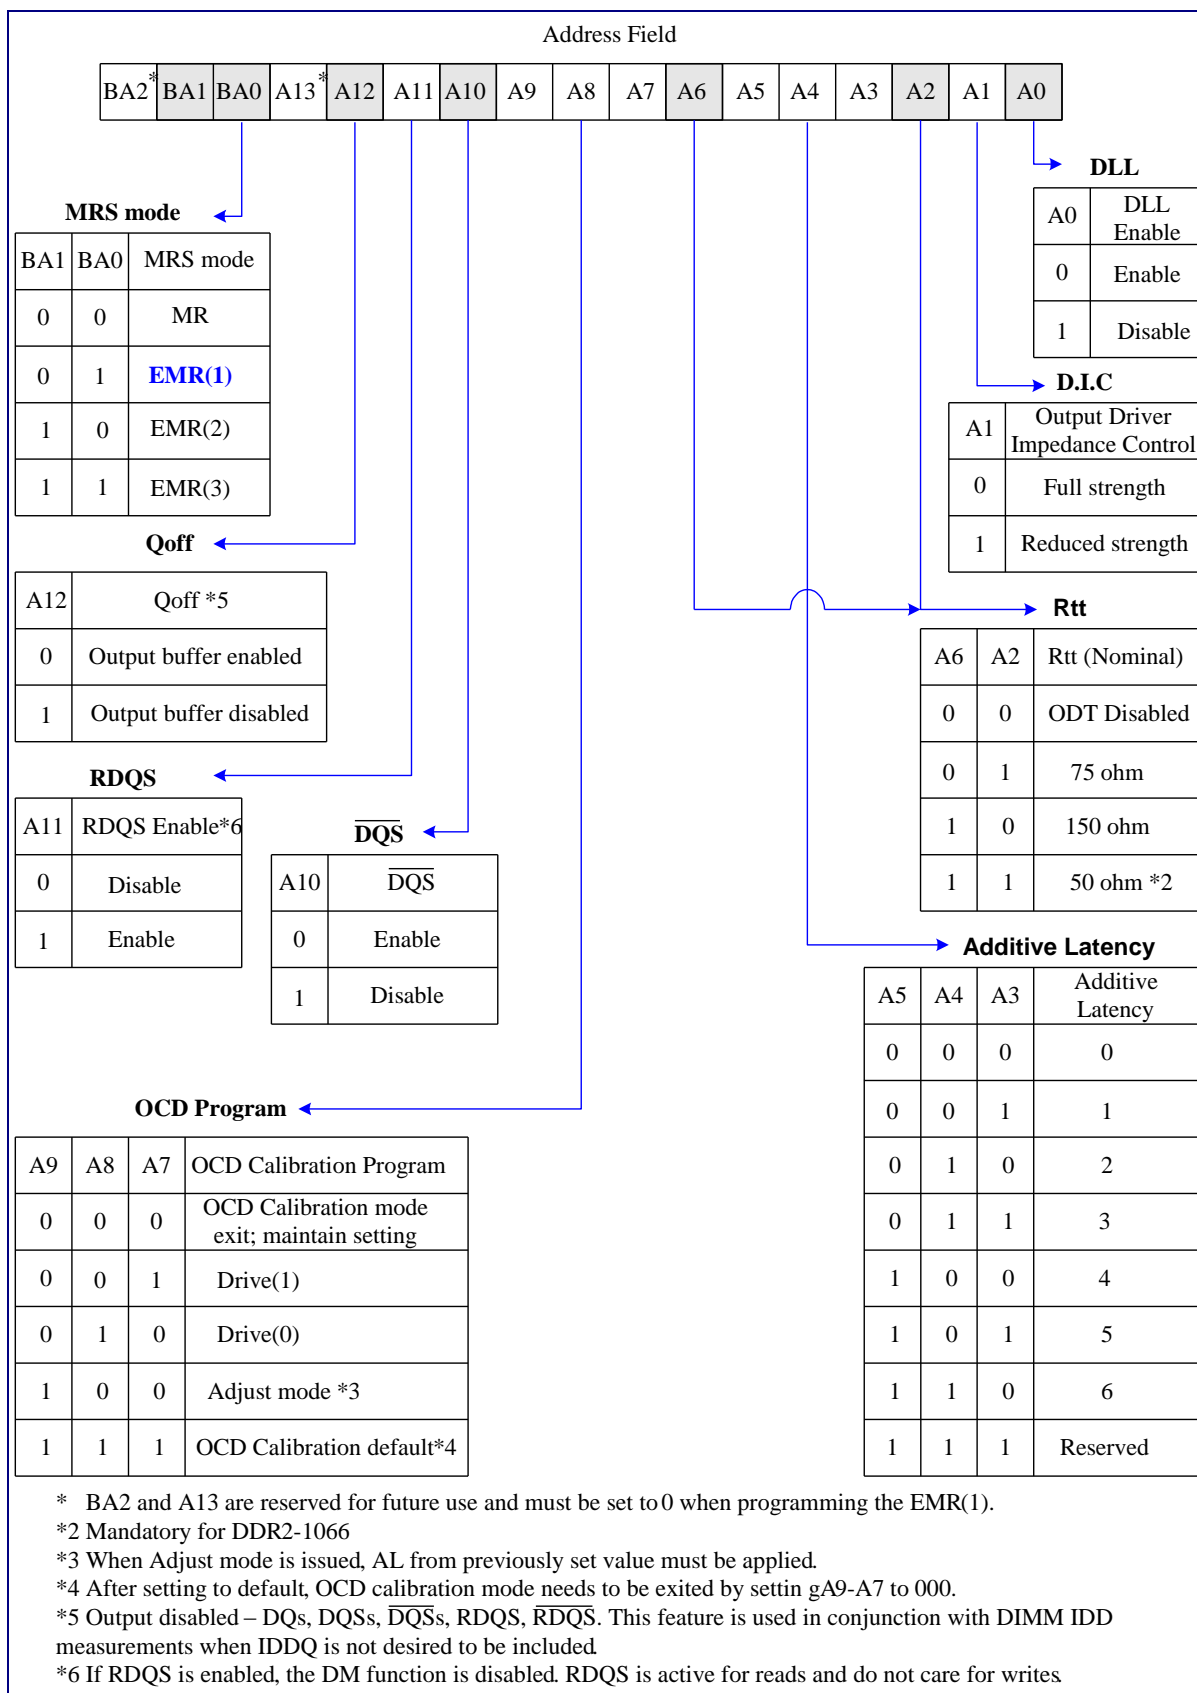 Address Field
BA2* BA1 BA0 A13* A12 A11 A10 A9 A8 A7 A6 A5 A4 A3 A2 A1 A0
DLL
A0 DLL Enable
0 Enable
1 Disable
MRS mode
BA1 BA0 MRS mode
0 0 MR
0 1 EMR(1)
1 0 EMR(2)
1 1 EMR(3)
D.I.C
A1 Output Driver Impedance Control
0 Full strength
1 Reduced strength
Qoff
A12 Qoff *5
0 Output buffer enabled
1 Output buffer disabled
Rtt
A6 A2 Rtt (Nominal)
0 0 ODT Disabled
0 1 75 ohm
1 0 150 ohm
1 1 50 ohm *2
RDQS
A11 RDQS Enable*6
0 Disable
1 Enable
D̅Q̅S̅
A10 D̅Q̅S̅
0 Enable
1 Disable
Additive Latency
A5 A4 A3 Additive Latency
0 0 0 0
0 0 1 1
0 1 0 2
0 1 1 3
1 0 0 4
1 0 1 5
1 1 0 6
1 1 1 Reserved
OCD Program
A9 A8 A7 OCD Calibration Program
0 0 0 OCD Calibration mode exit; maintain setting
0 0 1 Drive(1)
0 1 0 Drive(0)
1 0 0 Adjust mode *3
1 1 1 OCD Calibration default*4
* BA2 and A13 are reserved for future use and must be set to 0 when programming the EMR(1).
*2 Mandatory for DDR2-1066
*3 When Adjust mode is issued, AL from previously set value must be applied.
*4 After setting to default, OCD calibration mode needs to be exited by settin gA9-A7 to 000.
*5 Output disabled – DQs, DQSs, D̅Q̅S̅s, RDQS, R̅D̅Q̅S̅. This feature is used in conjunction with DIMM IDD
measurements when IDDQ is not desired to be included.
*6 If RDQS is enabled, the DM function is disabled. RDQS is active for reads and do not care for writes.